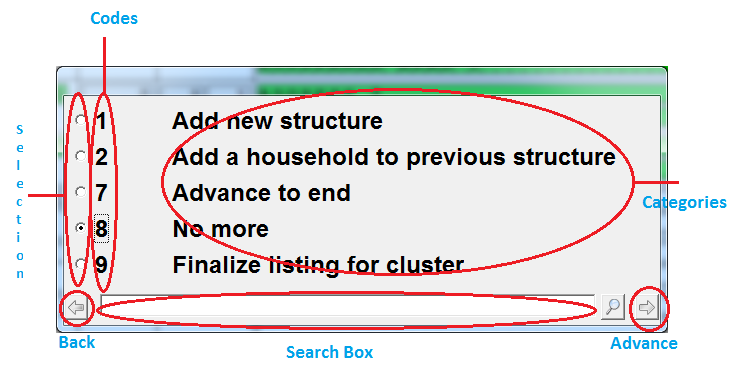 Codes
1 Add new structure
2 Add a household to previous structure
7 Advance to end
8 No more
9 Finalize listing for cluster
Selection
Categories
Back
Search Box
Advance